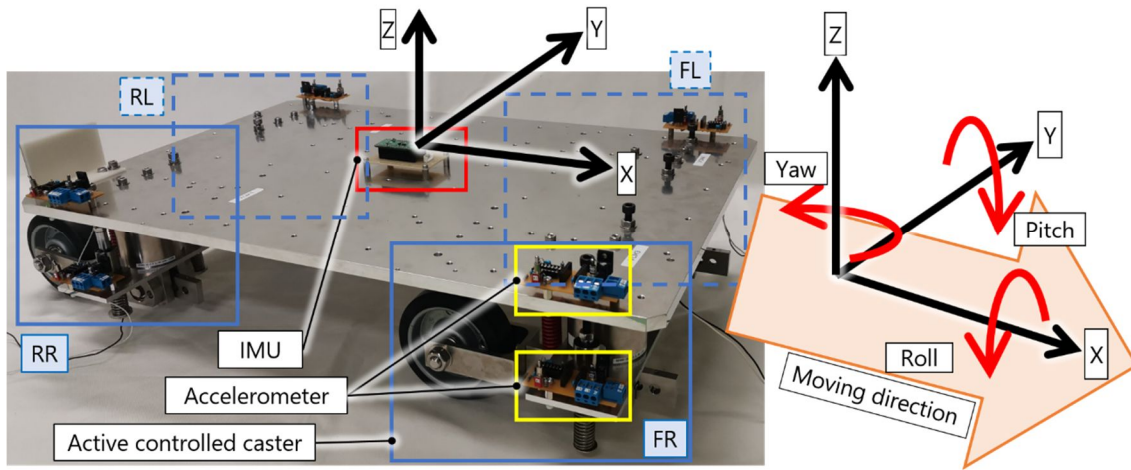 Z
Y
RL
FL
X
RR
IMU
Accelerometer
Active controlled caster
FR
Z
Y
Yaw
Pitch
Roll
X
Moving direction